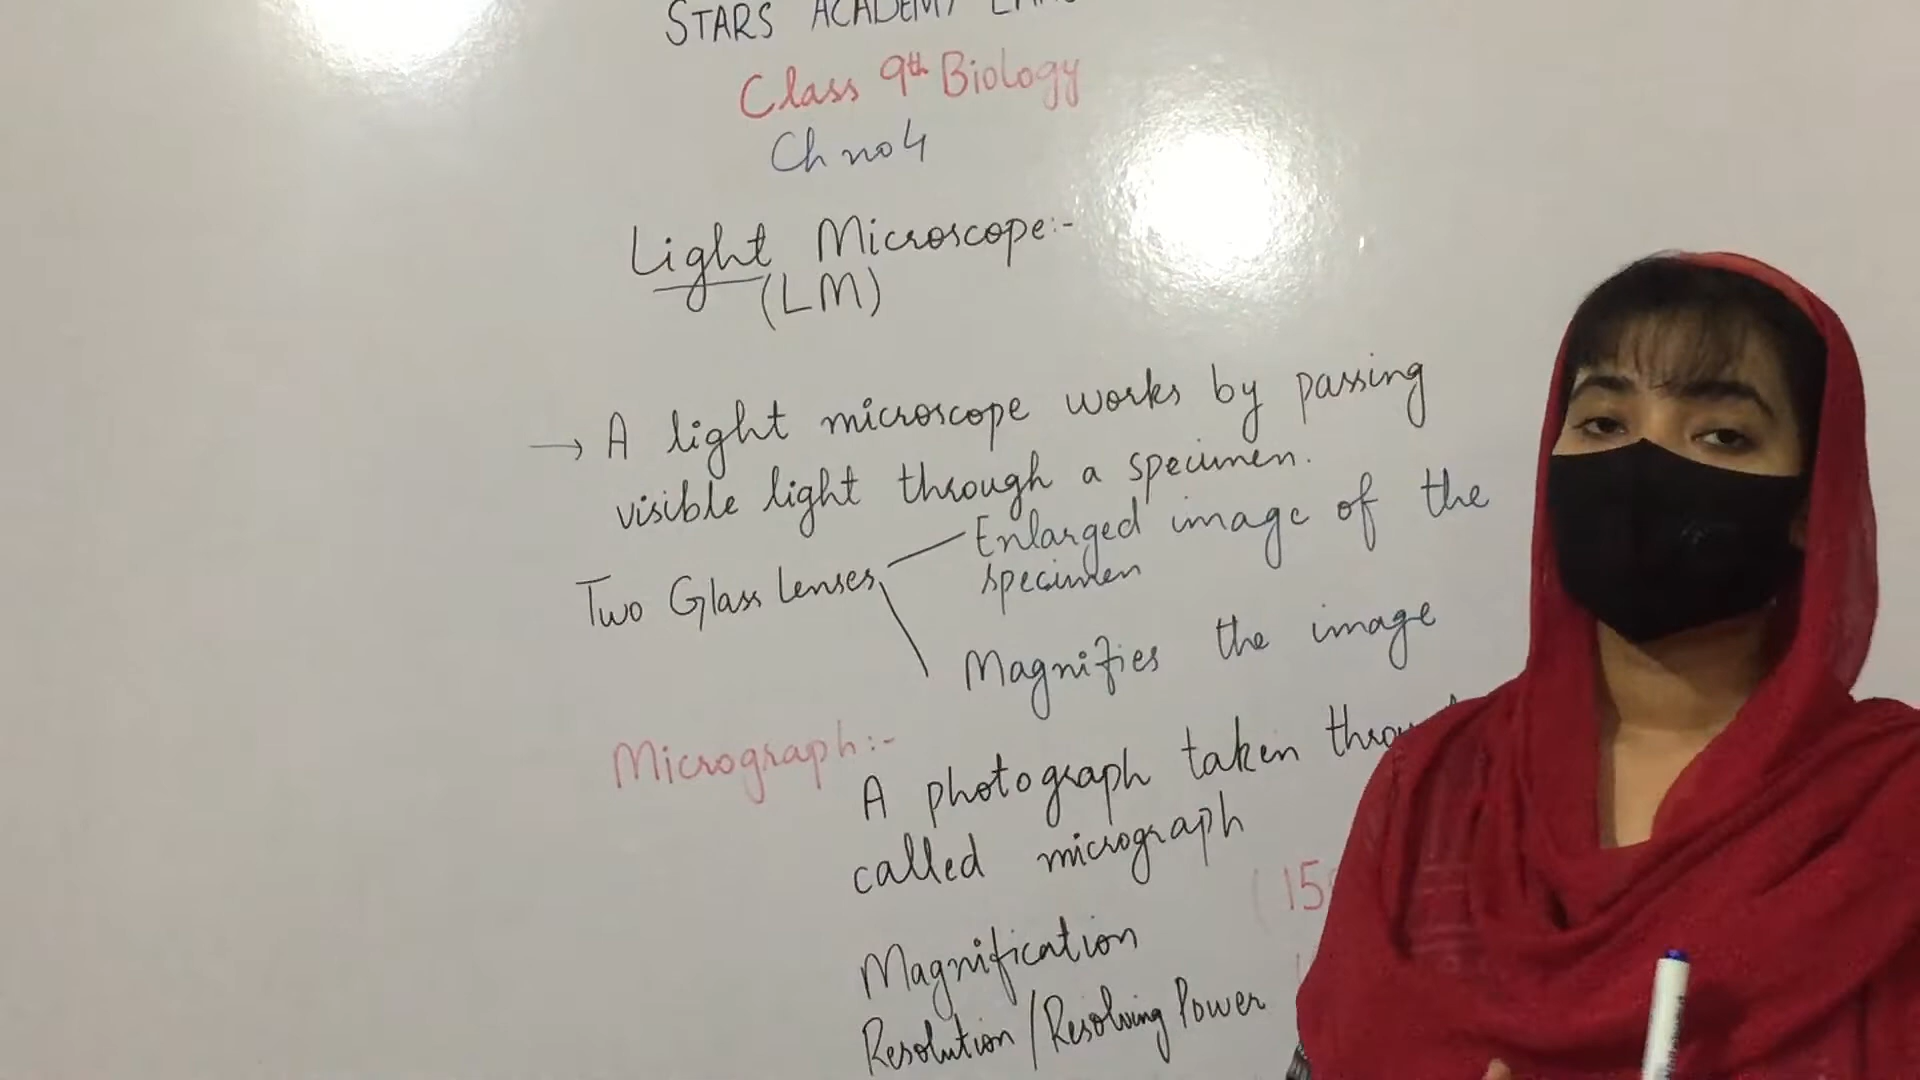 STARS ACADEMY
Class 9th Biology
Ch no 4
Light Microscope:-
(LM)
→ A light microscope works by passing
visible light through a specimen.
Two Glass Lenses
Enlarged image of the
specimen
Magnifies the image
Micrograph:-
A photograph taken
called micrograph
Magnification
Resolution / Resolving Power